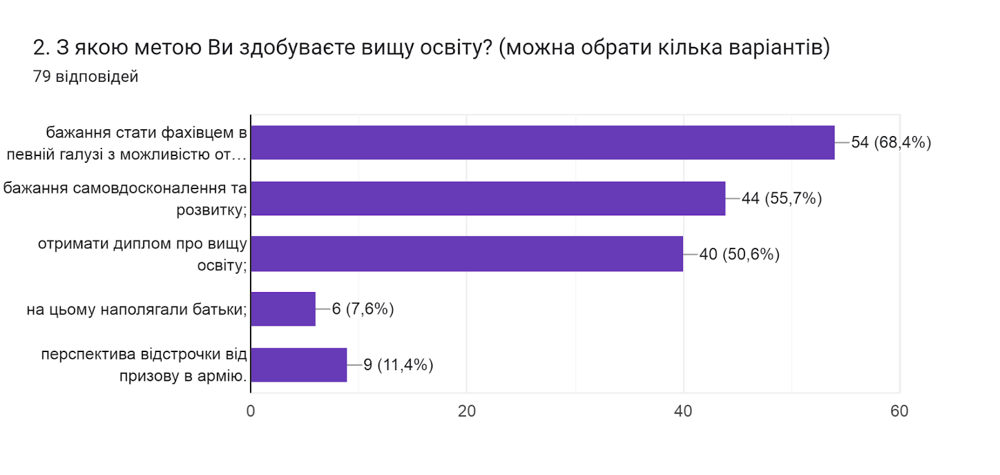 2. З якою метою Ви здобуваєте вищу освіту? (можна обрати кілька варіантів)
79 відповідей
бажання стати фахівцем в
певній галузі з можливістю от…
54 (68,4%)
бажання самовдосконалення та
розвитку;
44 (55,7%)
отримати диплом про вищу
освіту;
40 (50,6%)
на цьому наполягали батьки;
6 (7,6%)
перспектива відстрочки від
призову в армію.
9 (11,4%)
0 20 40 60